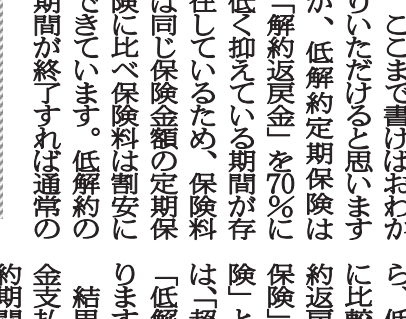 ここまで書けばおわか
りいただけると思います
が、低解約定期保険は
「解約返戻金」を70%に
低く抑えている期間が存
在しているため、保険料
は同じ保険金額の定期保
険に比べ保険料は割安に
できています。低解約の
期間が終了すれば通常の
ら、低
に比較
約返戻
保険」
険」と
は、「超
「低解
ります
結果
金支払
約期間